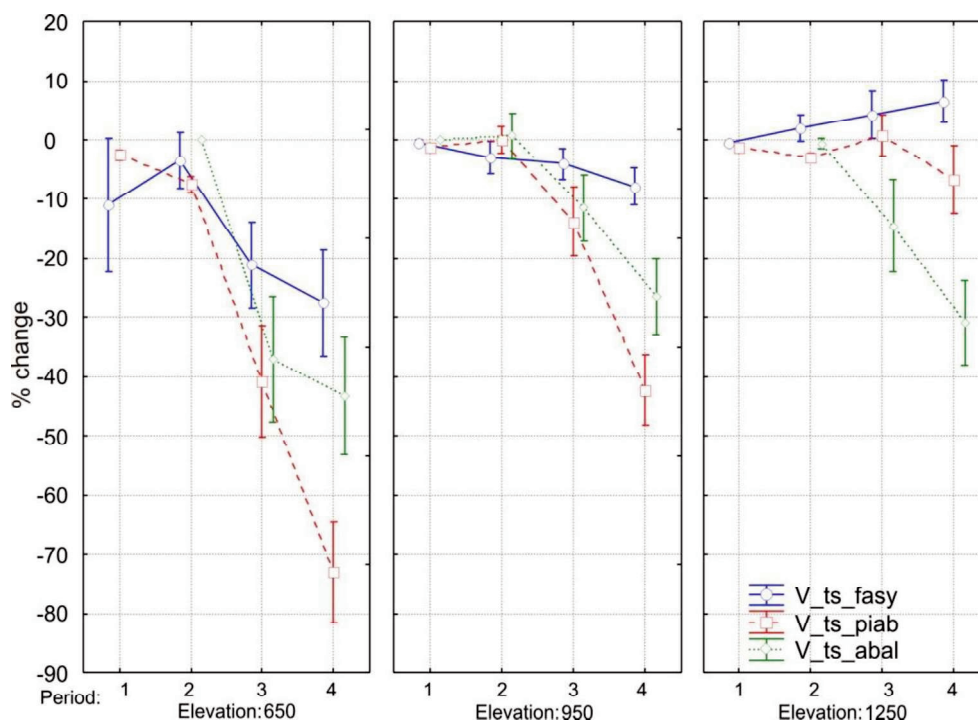 % change
20
10
0
-10
-20
-30
-40
-50
-60
-70
-80
-90
V_ts_fasy
V_ts_piab
V_ts_abal
Period: 1 2 3 4 1 2 3 4 1 2 3 4
Elevation:650 Elevation:950 Elevation:1250